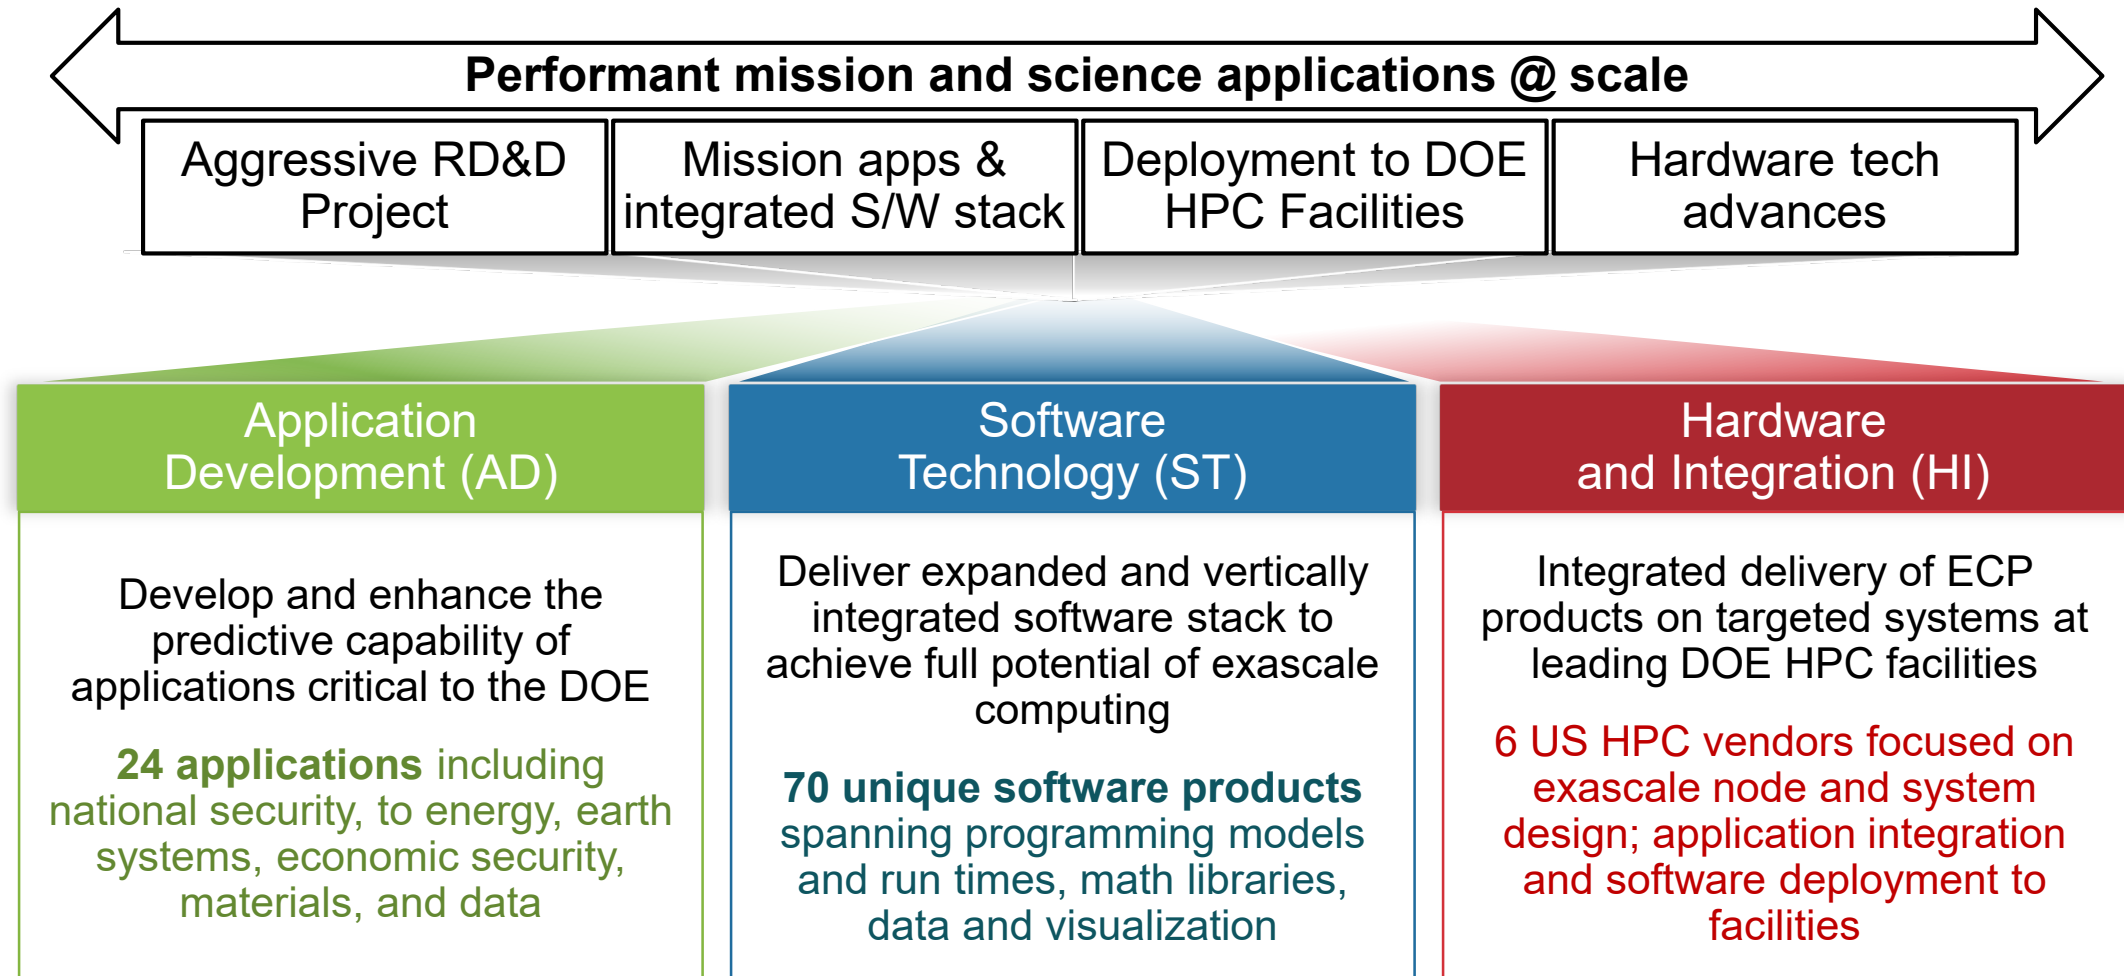 Performant mission and science applications @ scale
Aggressive RD&D
Project
Mission apps &
integrated S/W stack
Deployment to DOE
HPC Facilities
Hardware tech
advances
Application
Development (AD)
Develop and enhance the
predictive capability of
applications critical to the DOE
24 applications including
national security, to energy, earth
systems, economic security,
materials, and data
Software
Technology (ST)
Deliver expanded and vertically
integrated software stack to
achieve full potential of exascale
computing
70 unique software products
spanning programming models
and run times, math libraries,
data and visualization
Hardware
and Integration (HI)
Integrated delivery of ECP
products on targeted systems at
leading DOE HPC facilities
6 US HPC vendors focused on
exascale node and system
design; application integration
and software deployment to
facilities